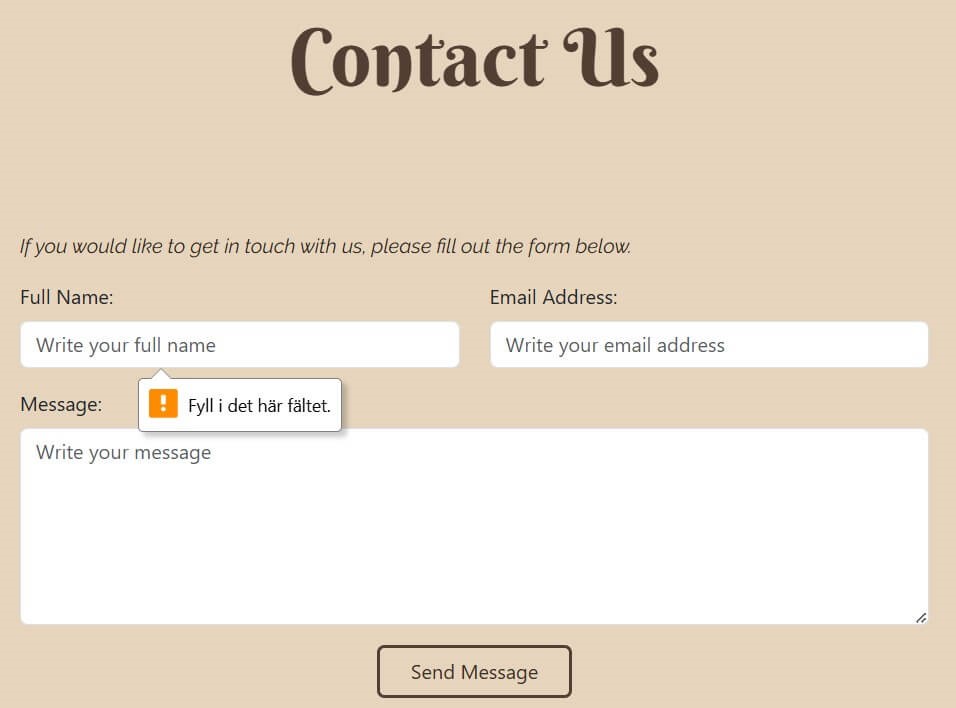 Contact Us
If you would like to get in touch with us, please fill out the form below.
Full Name:
Email Address:
Write your full name
Write your email address
Fyll i det här fältet.
Message:
Write your message
Send Message